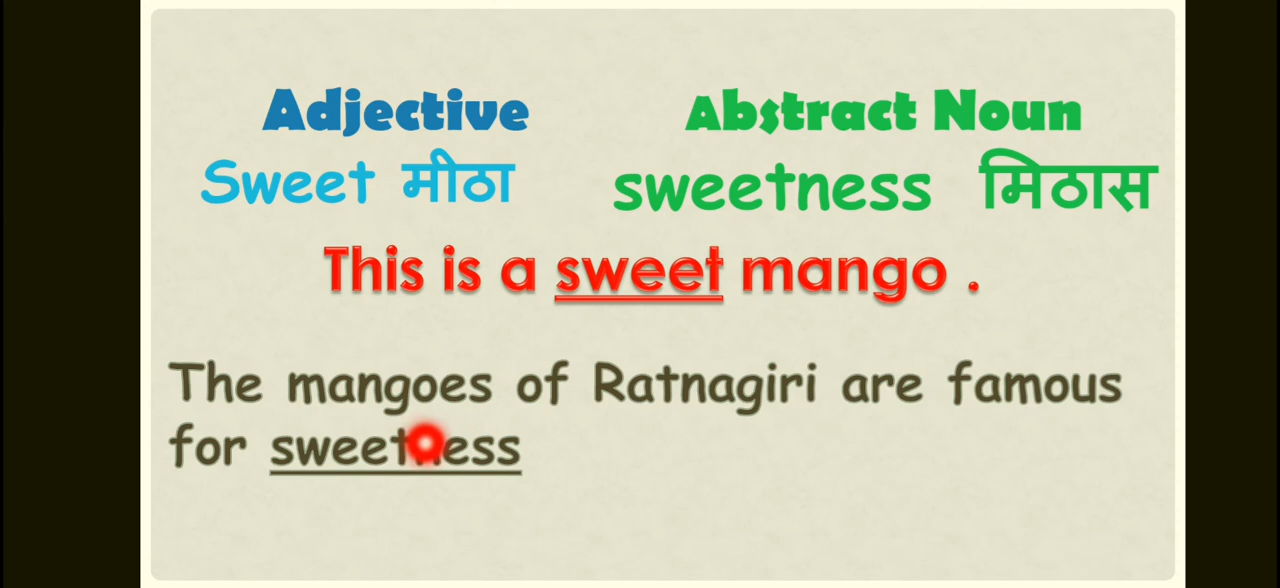 Adjective Abstract Noun
Sweet मीठा sweetness मिठास
This is a sweet mango .
The mangoes of Ratnagiri are famous
for sweetness